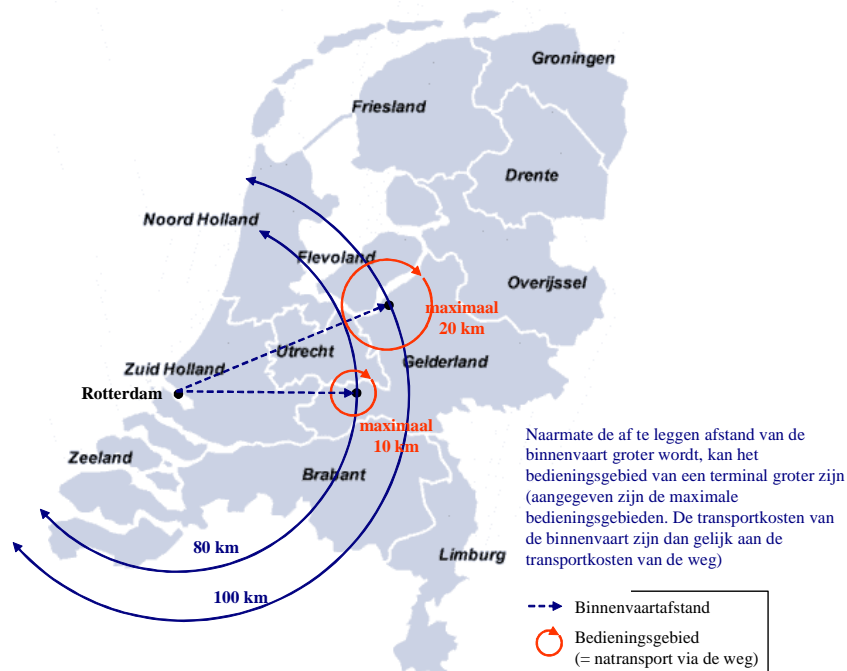 Groningen
Friesland
Drente
Noord Holland
Flevoland
Overijssel
maximaal
20 km
Utrecht
Gelderland
Zuid Holland
Rotterdam
maximaal
10 km
Zeeland
Brabant
Naarmate de af te leggen afstand van de
binnenvaart groter wordt, kan het
bedieningsgebied van een terminal groter zijn
(aangegeven zijn de maximale
bedieningsgebieden. De transportkosten van
de binnenvaart zijn dan gelijk aan de
transportkosten van de weg)
80 km
Limburg
100 km
Binnenvaartafstand
Bedieningsgebied
(= natransport via de weg)